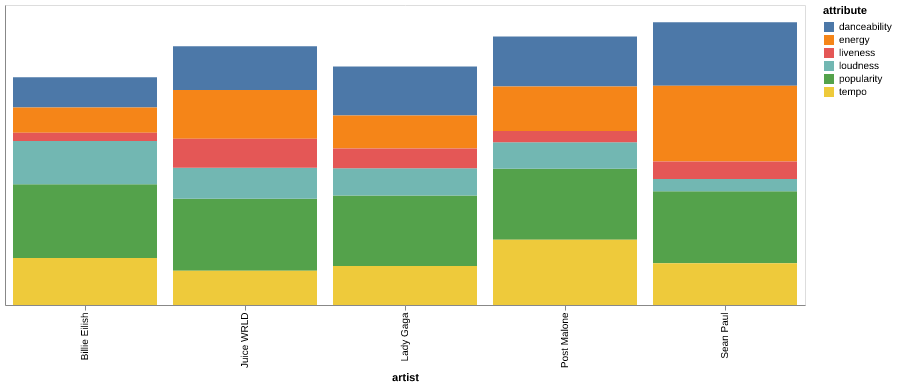 attribute
danceability
energy
liveness
loudness
popularity
tempo
Billie Eilish
Juice WRLD
Lady Gaga
Post Malone
Sean Paul
artist